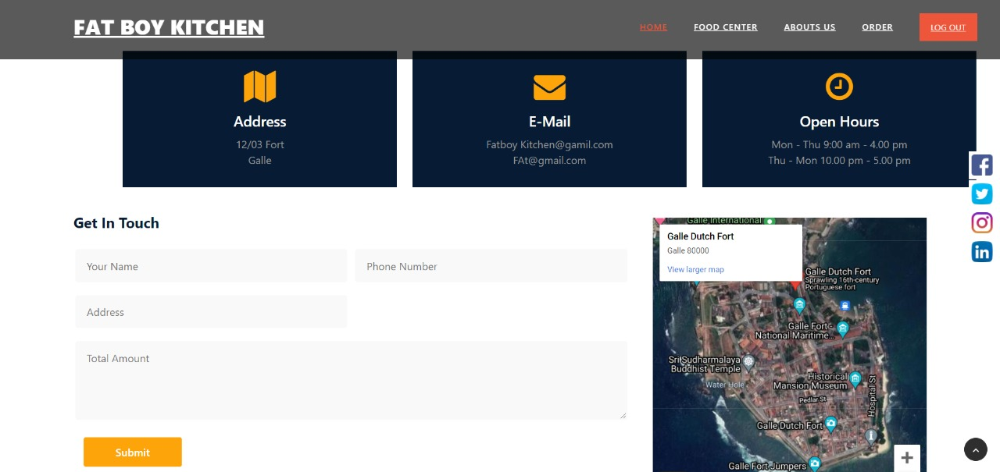 FAT BOY KITCHEN
HOME FOOD CENTER ABOUTS US ORDER LOG OUT
Address
12/03 Fort
Galle
E-Mail
Fatboy Kitchen@gamil.com
FAt@gmail.com
Open Hours
Mon - Thu 9:00 am - 4.00 pm
Thu - Mon 10.00 pm - 5.00 pm
Get In Touch
Your Name
Phone Number
Address
Total Amount
Submit
Galle International
Galle Dutch Fort
Galle 80000
View larger map
Galle Dutch Fort
Sprawling 16th-century
Portuguese fort
Galle Fort
National Maritime...
Sri Sudharmalaya
Buddhist Temple
Water Hole
Historical
Mansion Museum
Pedlar St
Hospital St
Galle Dutch Fort
Galle Fort Jumpers